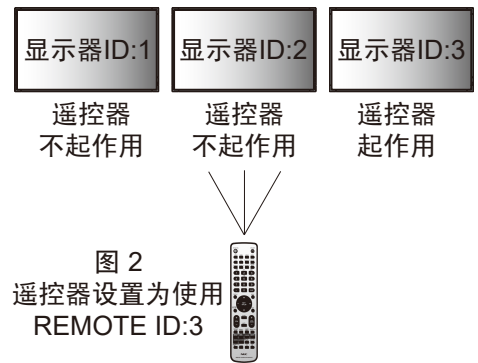 显示器ID:1 显示器ID:2 显示器ID:3
遥控器 遥控器 遥控器
不起作用 不起作用 起作用
图 2
遥控器设置为使用
REMOTE ID:3